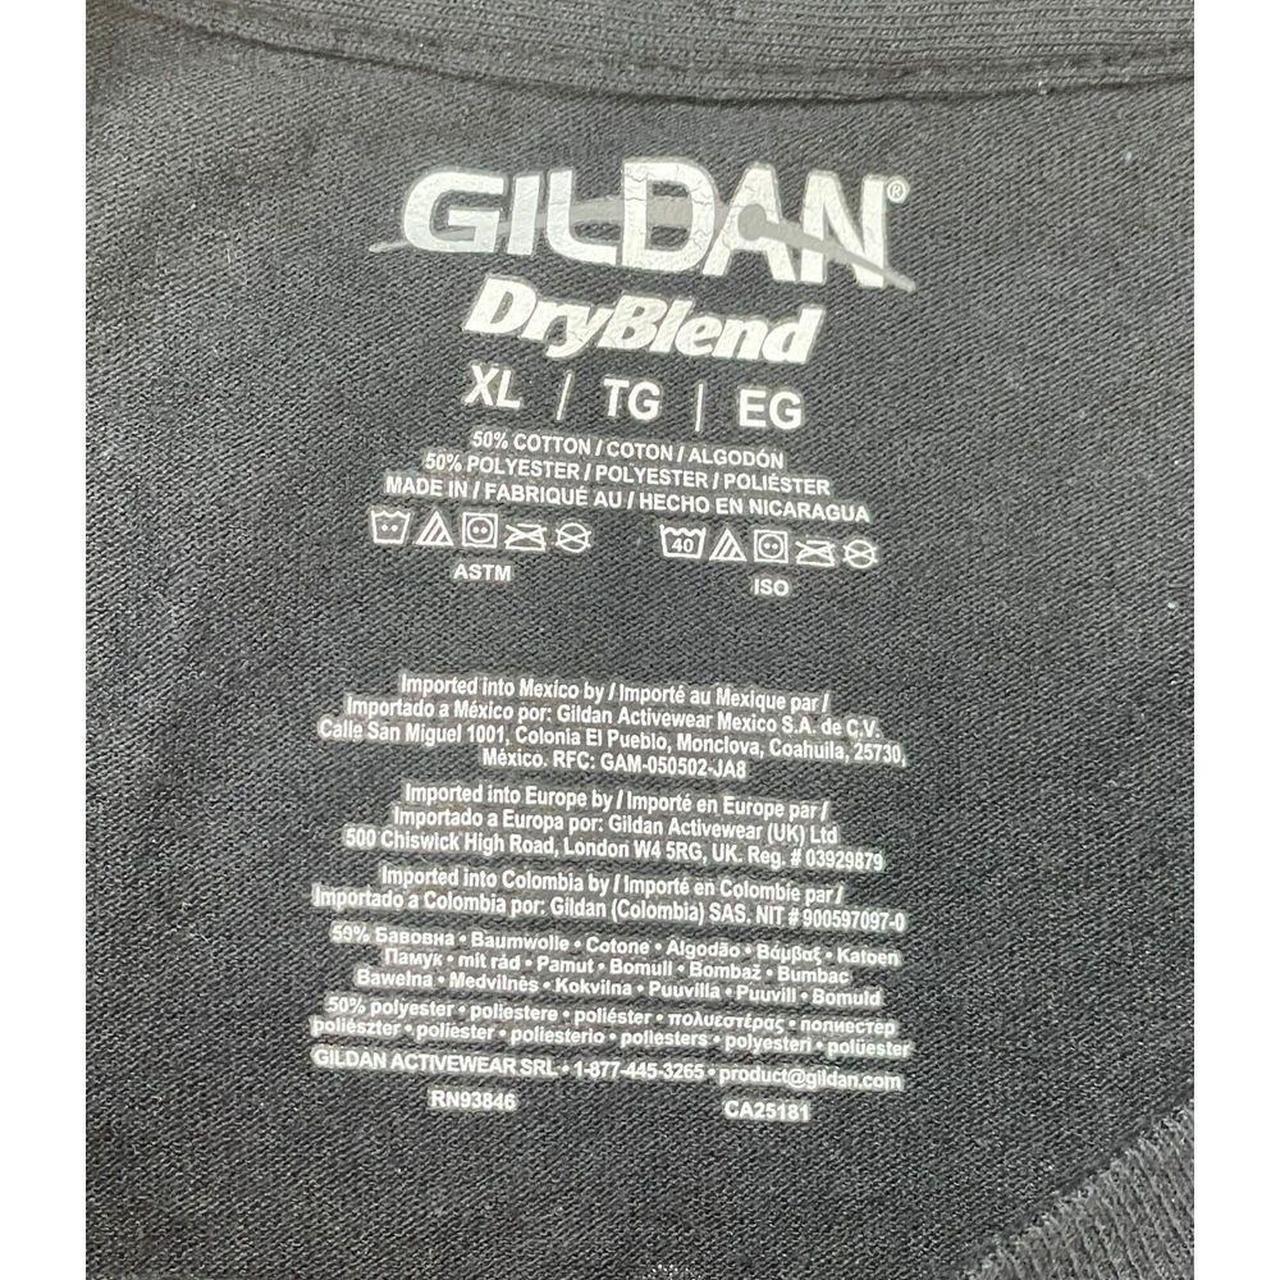 GILDAN®
DryBlend
XL / TG | EG
50% COTTON / COTON / ALGODÓN
50% POLYESTER / POLYESTER / POLIÉSTER
MADE IN / FABRIQUÉ AU / HECHO EN NICARAGUA
40
ASTM ISO
Imported into Mexico by / Importé au Mexique par /
Importado a México por: Gildan Activewear Mexico S.A. de C.V.
Calle San Miguel 1001, Colonia El Pueblo, Monclova, Coahuila, 25730,
México. RFC: GAM-050502-JA8
Imported into Europe by / Importé en Europe par /
Importado a Europa por: Gildan Activewear (UK) Ltd
500 Chiswick High Road, London W4 5RG, UK. Reg. # 03929879
Imported into Colombia by / Importé en Colombie par /
Importado a Colombia por: Gildan (Colombia) SAS. NIT # 900597097-0
50% Бавовна • Baumwolle • Cotone • Algodão • Βάμβαξ • Katoen
Памук • mit rád • Pamut • Bomull • Bombaž • Bumbac
Bawełna • Medvilnės • Kokvilna • Puuvilla • Puuvill • Bomuld
50% polyester • poliestere • poliéster • πολυεστέρας • полиестер
poliészter • poliester • poliesterio • poliesters • polyesteri • polüester
GILDAN ACTIVEWEAR SRL • 1-877-445-3265 • product@gildan.com
RN93846 CA25181